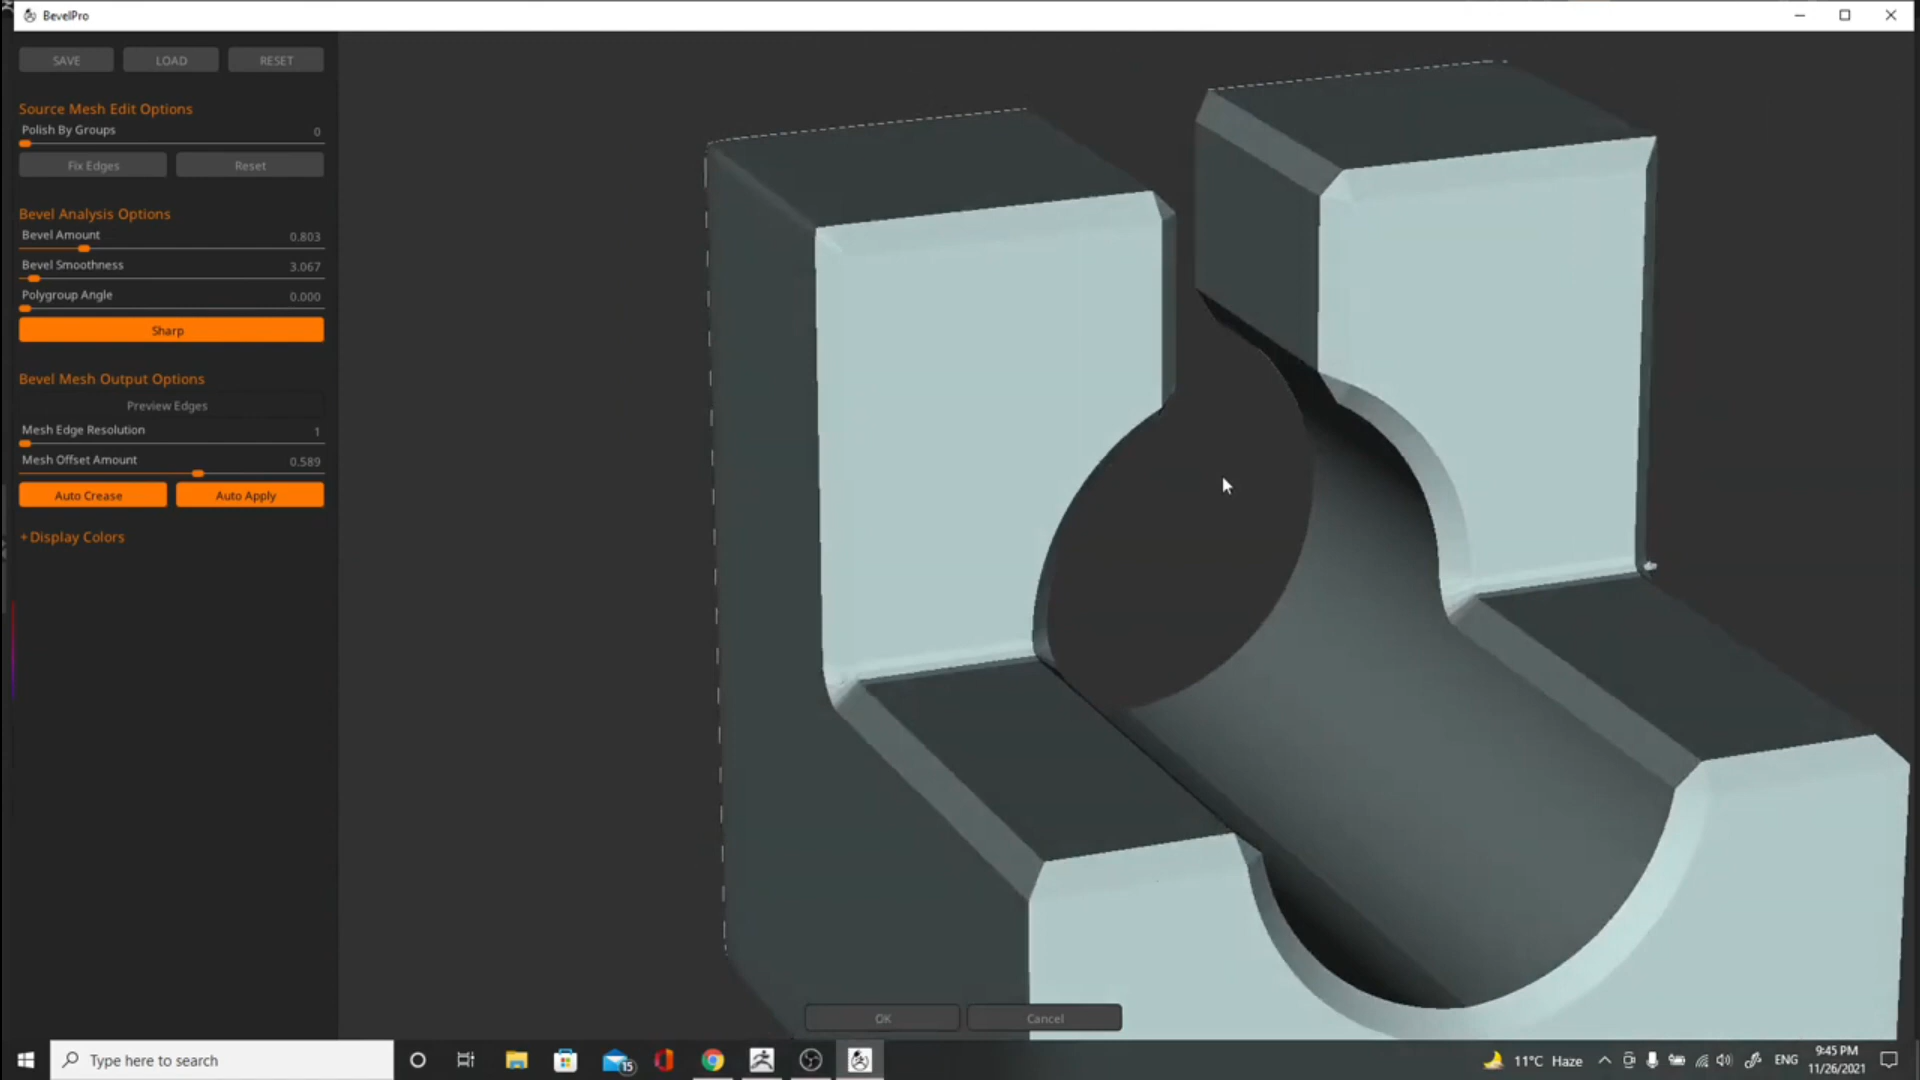 BevelPro
SAVE
LOAD
RESET
Source Mesh Edit Options
Polish By Groups 0
Fix Edges
Reset
Bevel Analysis Options
Bevel Amount 0.803
Bevel Smoothness 3.067
Polygroup Angle 0.000
Sharp
Bevel Mesh Output Options
Preview Edges
Mesh Edge Resolution 1
Mesh Offset Amount 0.589
Auto Crease
Auto Apply
+Display Colors
OK
Cancel
Type here to search
15
11°C Haze
ENG
9:45 PM
11/26/2021